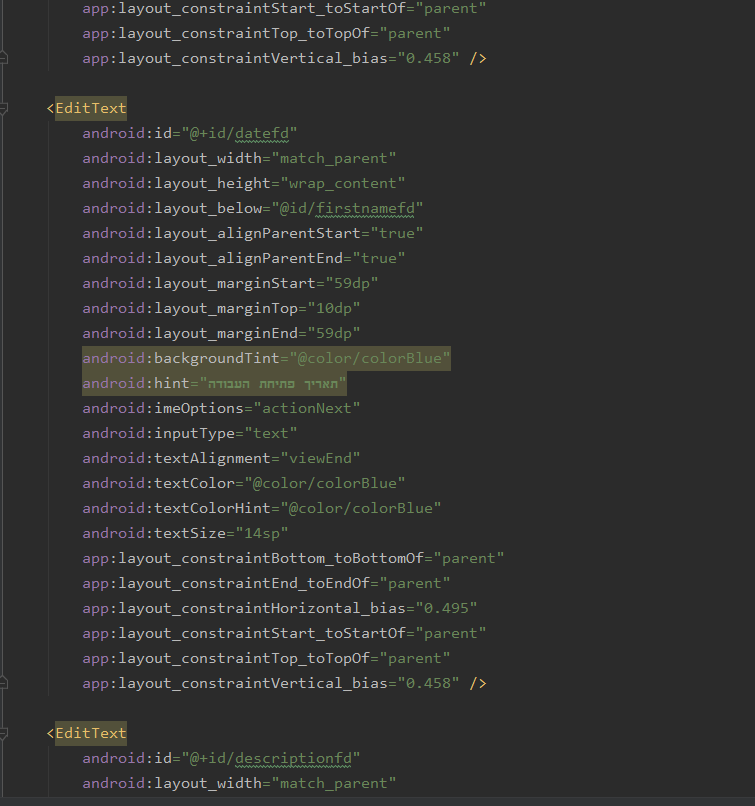 app:layout_constraintStart_toStartOf="parent"
app:layout_constraintTop_toTopOf="parent"
app:layout_constraintVertical_bias="0.458" />
<EditText
android:id="@+id/datefd"
android:layout_width="match_parent"
android:layout_height="wrap_content"
android:layout_below="@id/firstnamefd"
android:layout_alignParentStart="true"
android:layout_alignParentEnd="true"
android:layout_marginStart="59dp"
android:layout_marginTop="10dp"
android:layout_marginEnd="59dp"
android:backgroundTint="@color/colorBlue"
android:hint="תאריך פתיחת העבודה"
android:imeOptions="actionNext"
android:inputType="text"
android:textAlignment="viewEnd"
android:textColor="@color/colorBlue"
android:textColorHint="@color/colorBlue"
android:textSize="14sp"
app:layout_constraintBottom_toBottomOf="parent"
app:layout_constraintEnd_toEndOf="parent"
app:layout_constraintHorizontal_bias="0.495"
app:layout_constraintStart_toStartOf="parent"
app:layout_constraintTop_toTopOf="parent"
app:layout_constraintVertical_bias="0.458" />
<EditText
android:id="@+id/descriptionfd"
android:layout_width="match_parent"